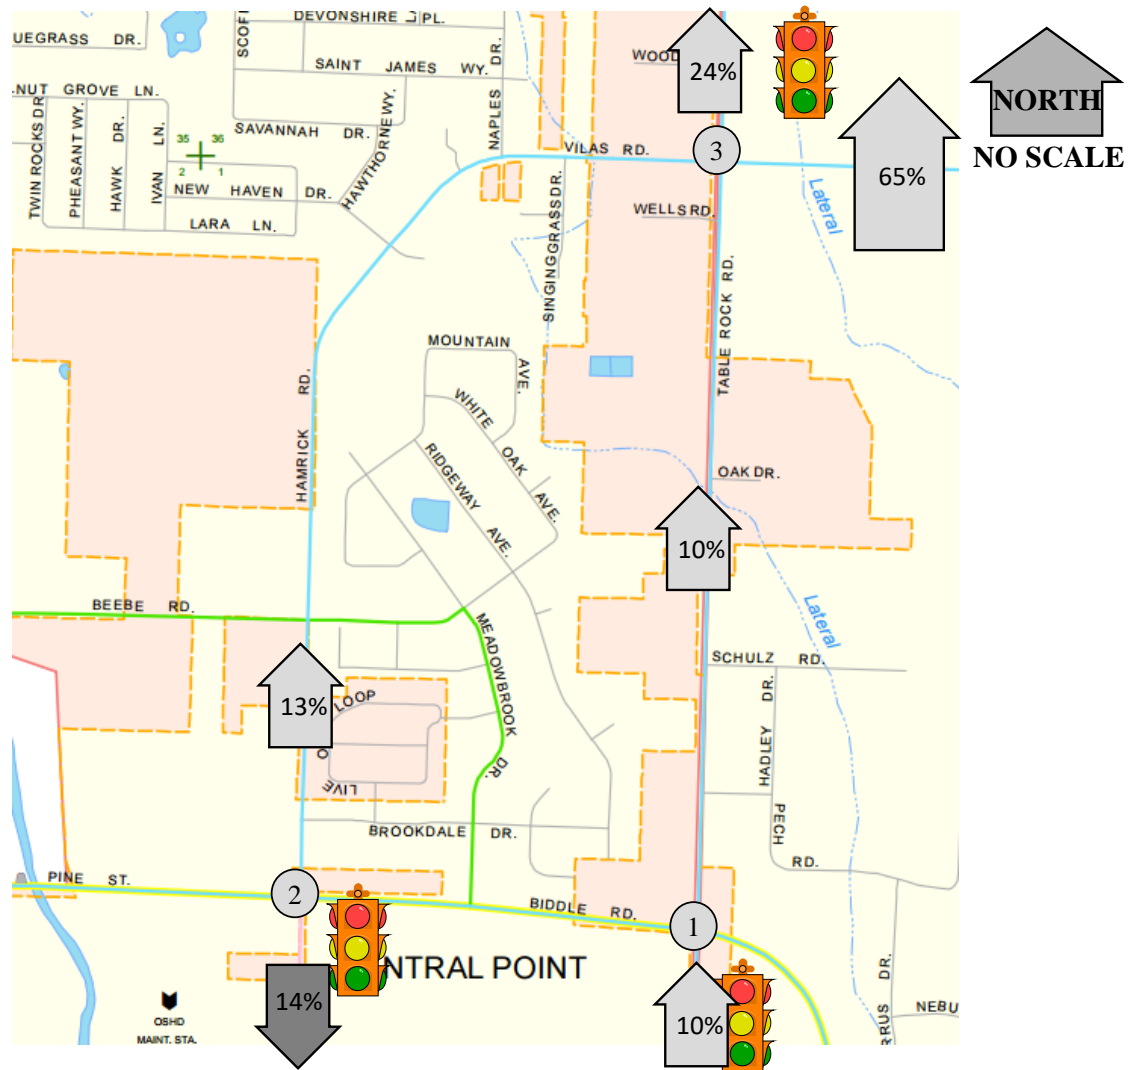 DEVONSHIRE
PL.
UEGRASS DR.
SCOF
SAINT JAMES WY.
NAPLES DR.
WOOD
24%
NORTH
NO SCALE
NUT GROVE LN.
TWIN ROCKS DR
PHEASANT WY.
HAWK DR.
IVAN LN.
35
36
2
1
SAVANNAH DR.
HAWTHORNE WY.
VILAS RD.
3
65%
NEW HAVEN DR.
LARA LN.
WELLS RD.
Lateral
SINGING GRASS DR.
TABLE ROCK RD.
MOUNTAIN AVE.
HAMRICK RD.
WHITE OAK AVE.
RIDGEWAY AVE.
OAK DR.
10%
BEEBE RD.
Lateral
MEADOWBROOK DR.
SCHULZ RD.
13%
LOOP
O
LIVE
HADLEY DR.
PECH RD.
BROOKDALE DR.
PINE ST.
2
BIDDLE RD.
1
NTRAL POINT
14%
10%
OSHD
MAINT. STA.
RRUS DR.
NEBU